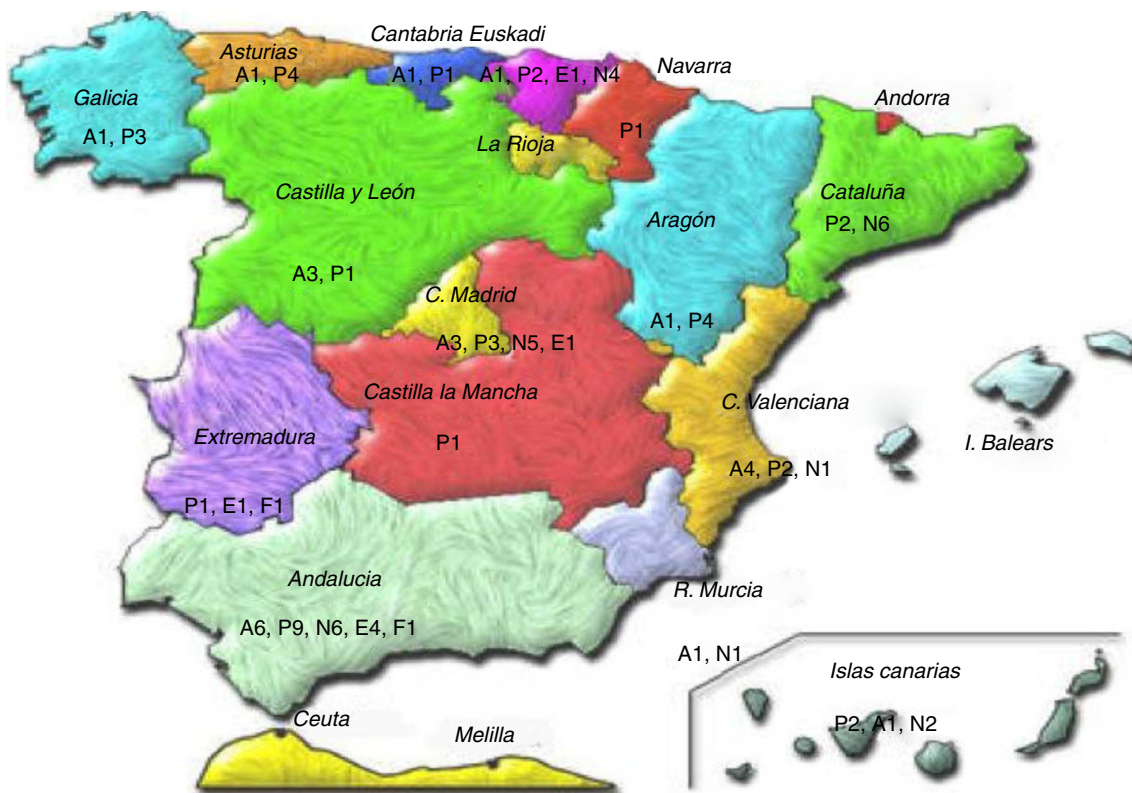 Cantabria Euskadi
Asturias
A1, P4
A1, P1
A1, P2, E1, N4
Navarra
Galicia
A1, P3
P1
Andorra
La Rioja
Castilla y León
Aragón
Cataluña
P2, N6
A3, P1
C. Madrid
A3, P3, N5, E1
A1, P4
Castilla la Mancha
C. Valenciana
Extremadura
P1
I. Balears
A4, P2, N1
P1, E1, F1
Andalucia
R. Murcia
A6, P9, N6, E4, F1
A1, N1
Islas canarias
P2, A1, N2
Ceuta
Melilla